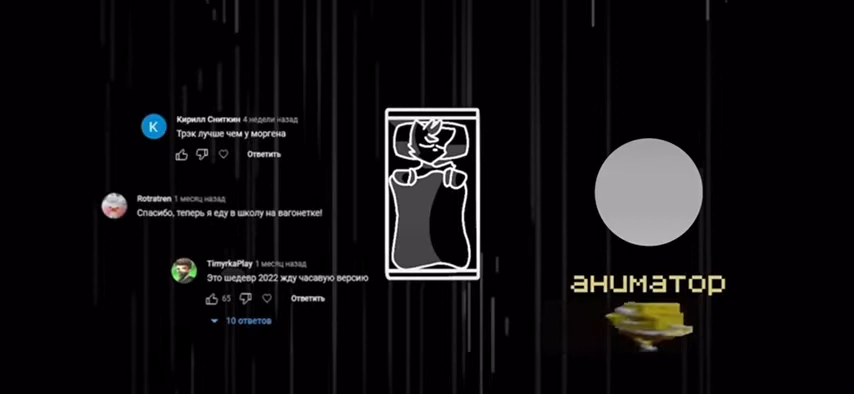 К
Кирилл Сниткин 4 недели назад
Трэк лучше чем у моргена
Ответить
Rotratren 1 месяц назад
Спасибо, теперь я еду в школу на вагонетке!
TimyrkaPlay 1 месяц назад
Это шедевр 2022 жду часавую версию
65 Ответить
10 ответов
аниматор